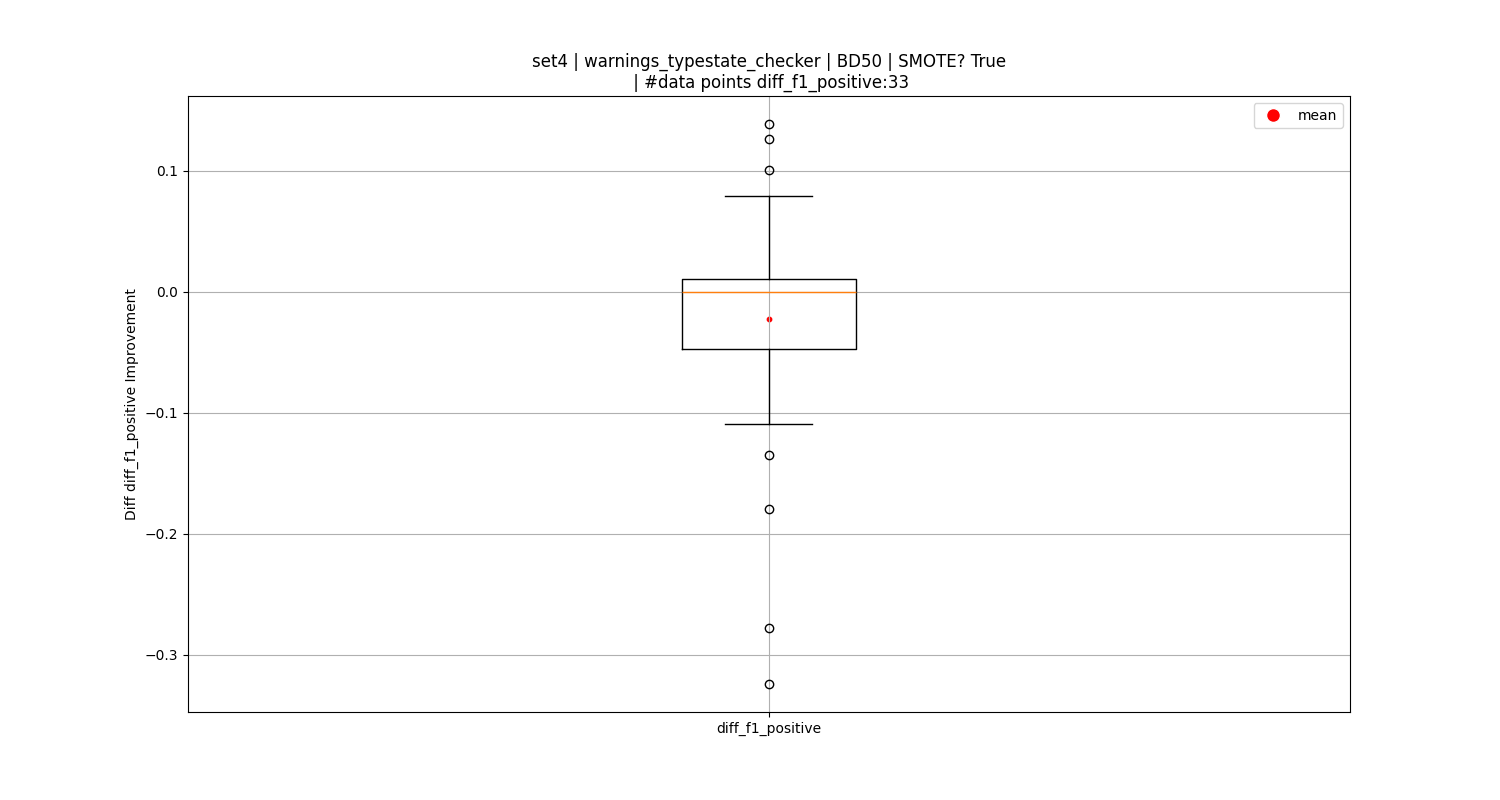 set4 | warnings_typestate_checker | BD50 | SMOTE? True
| #data points diff_f1_positive:33
mean
0.1
0.0
−0.1
−0.2
−0.3
Diff diff_f1_positive Improvement
diff_f1_positive